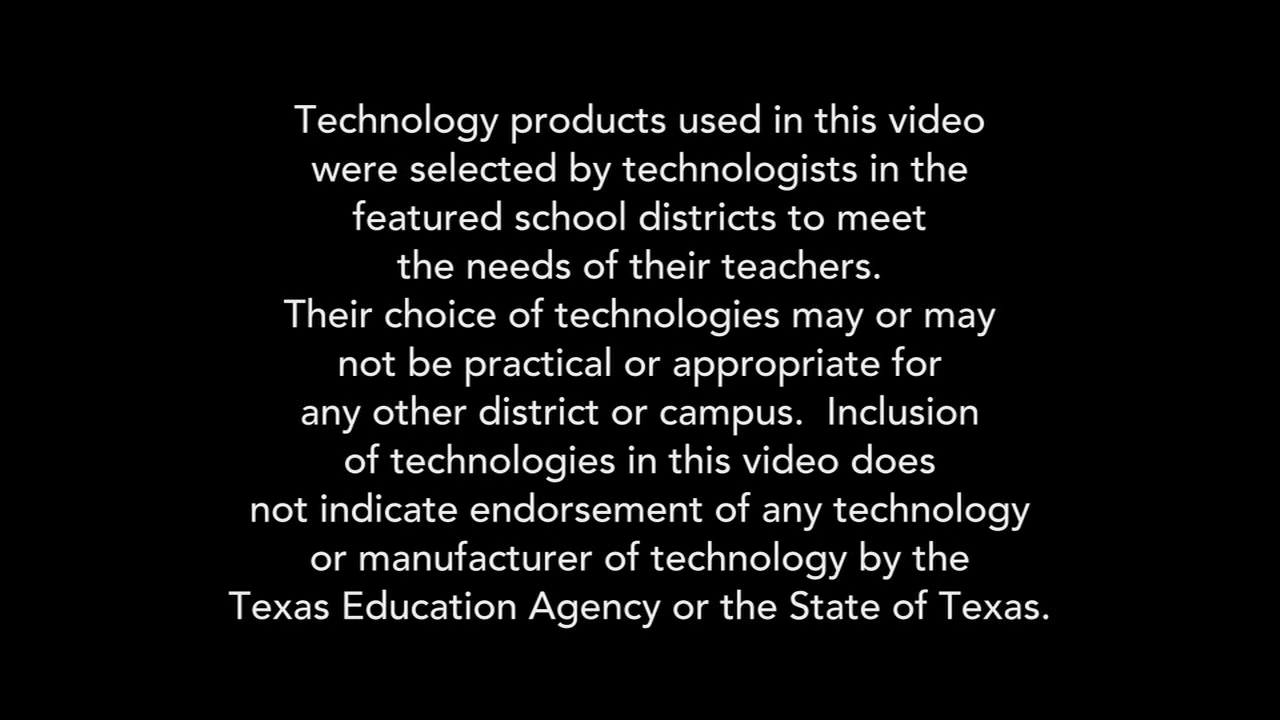 Technology products used in this video
were selected by technologists in the
featured school districts to meet
the needs of their teachers.
Their choice of technologies may or may
not be practical or appropriate for
any other district or campus.  Inclusion
of technologies in this video does
not indicate endorsement of any technology
or manufacturer of technology by the
Texas Education Agency or the State of Texas.